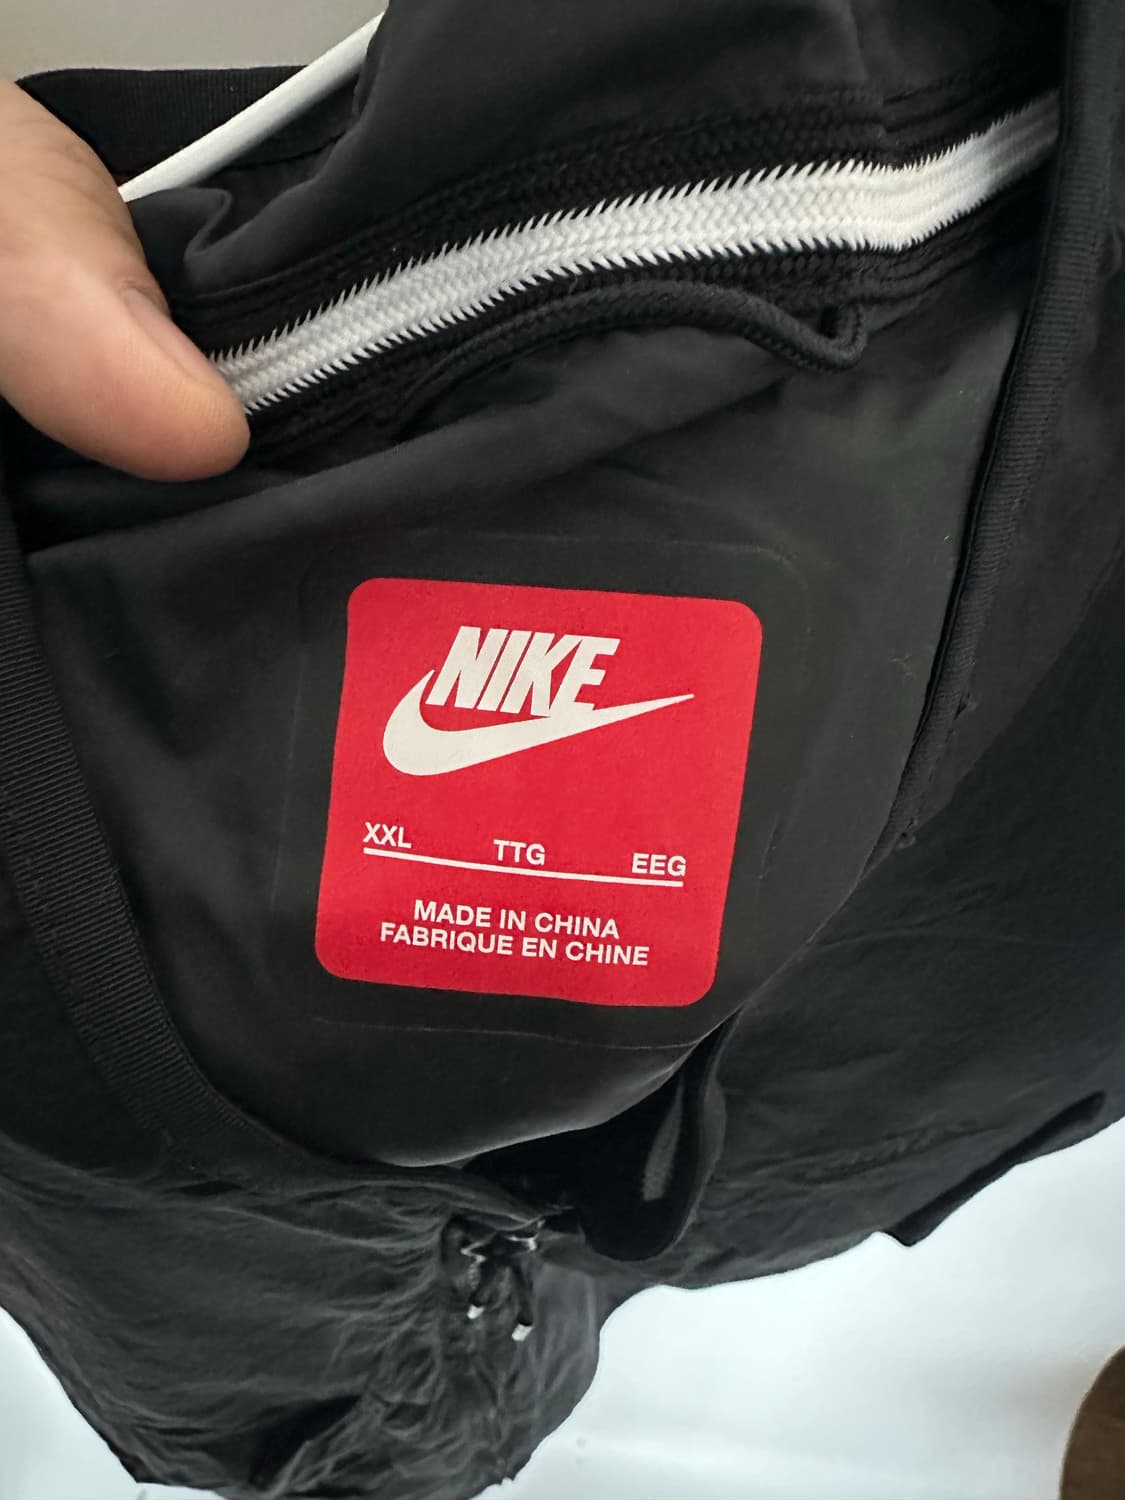 NIKE
XXL TTG EEG
MADE IN CHINA
FABRIQUE EN CHINE